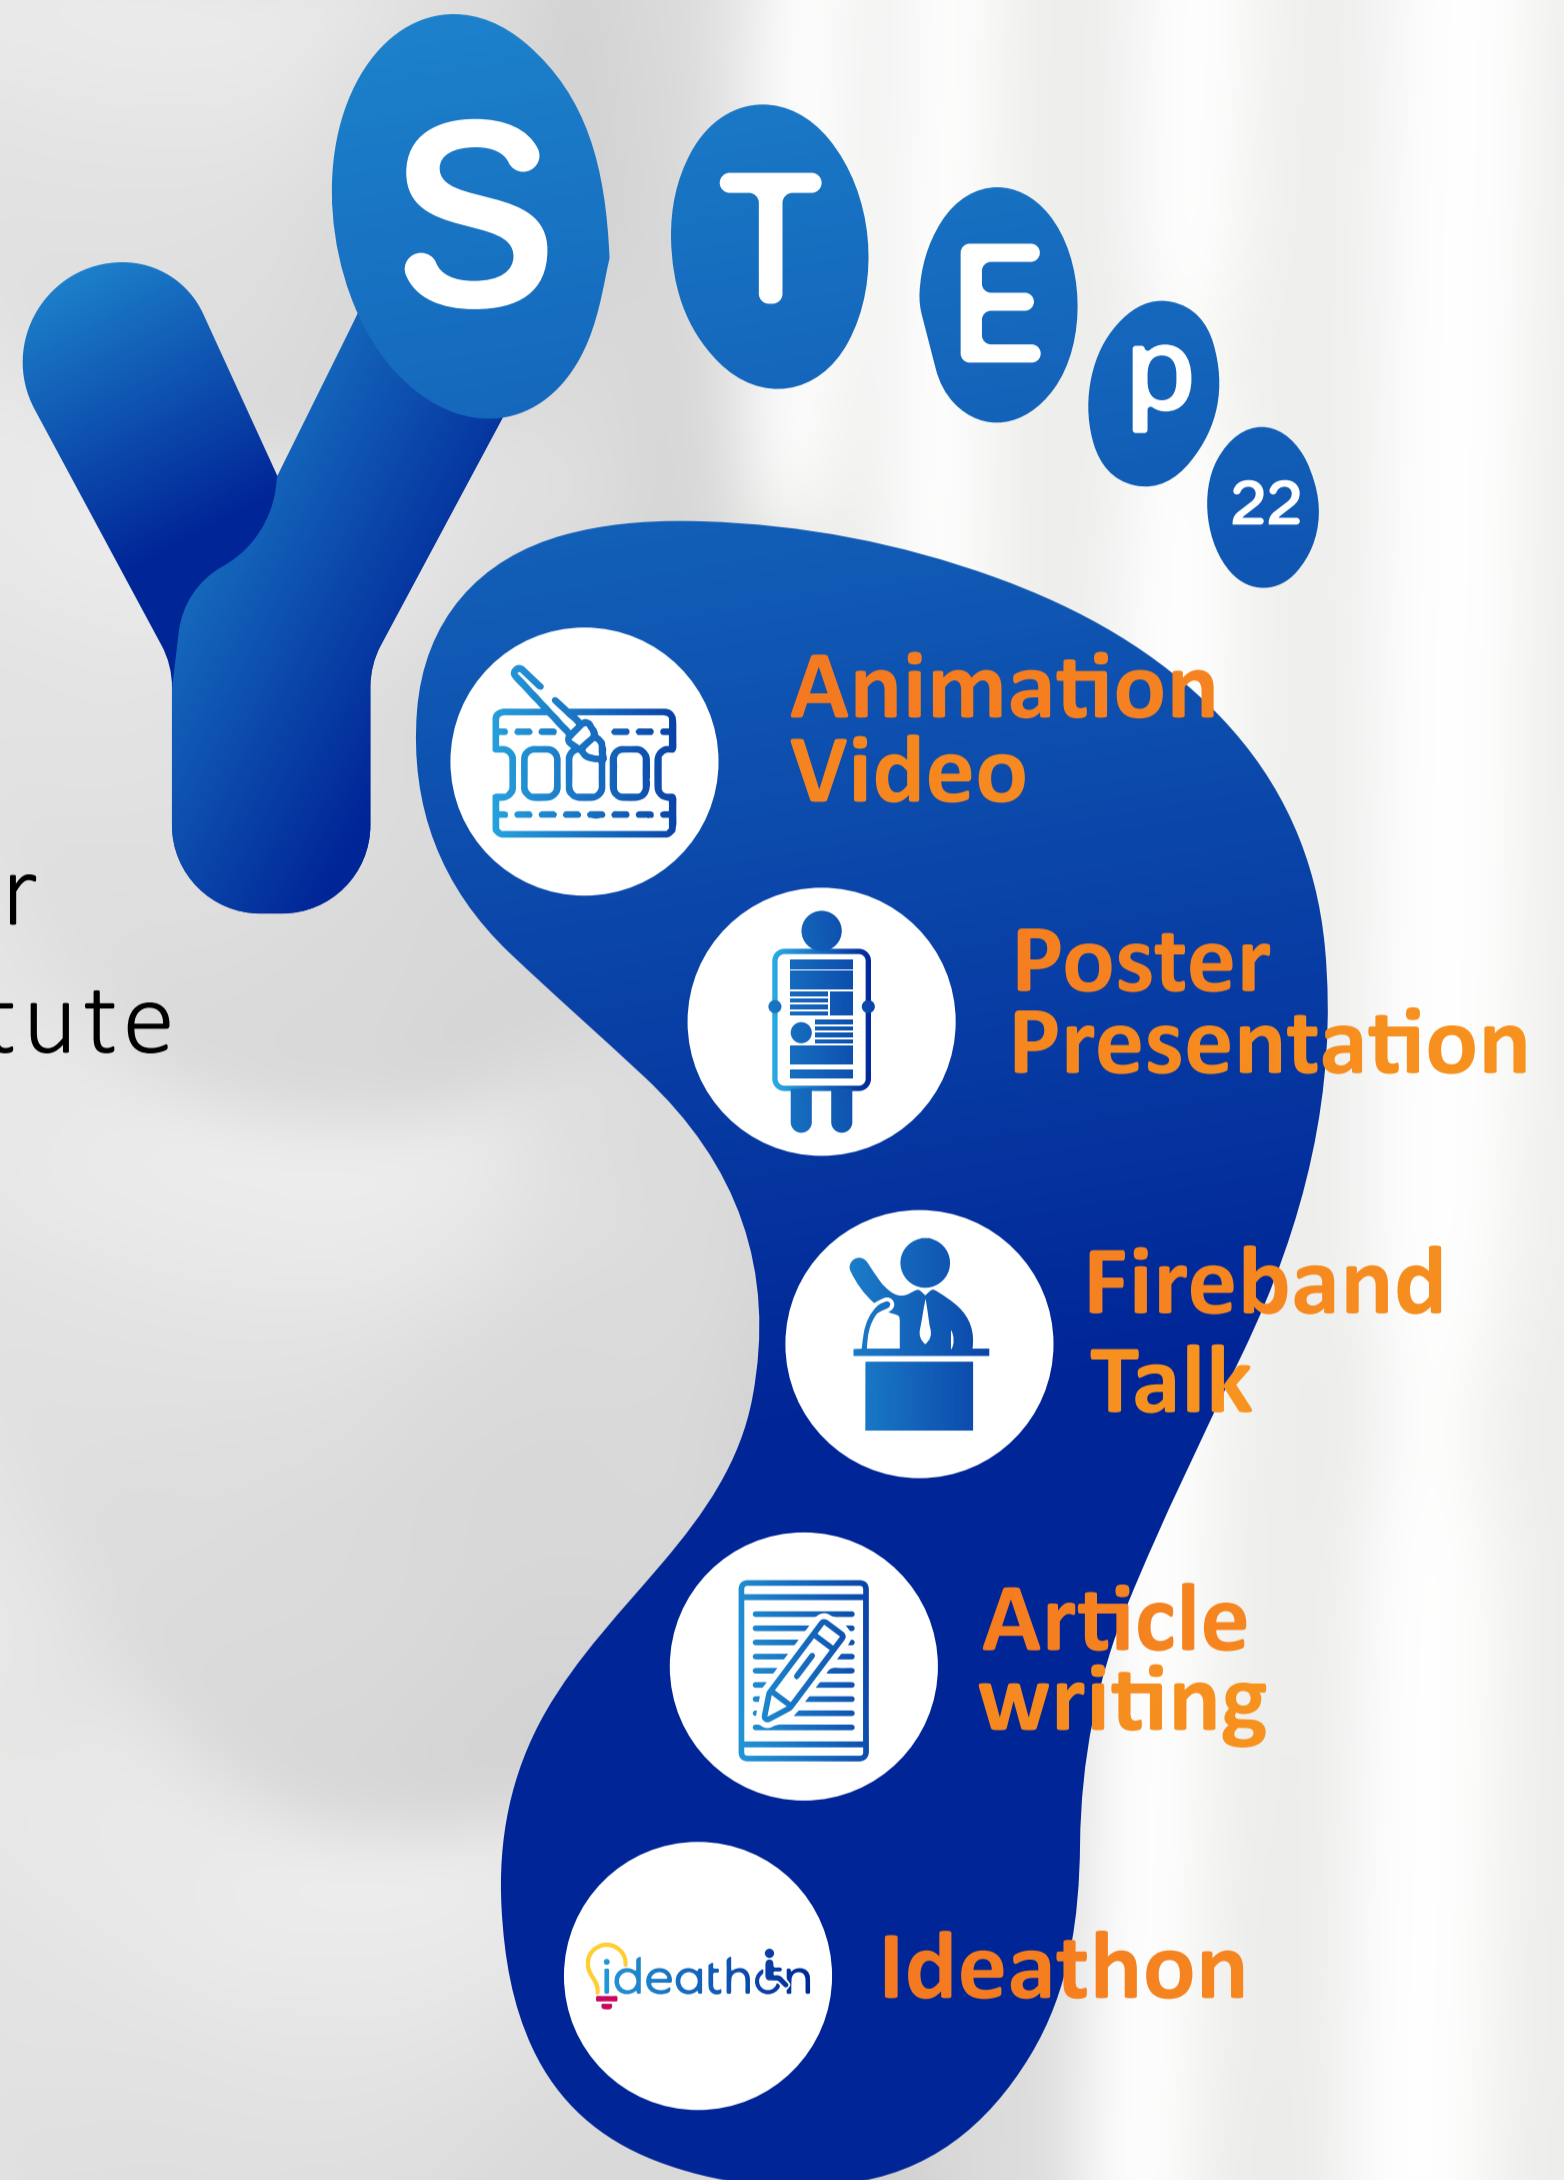 Y S T E p 22
Animation
Video
r
tute
Poster
Presentation
Fireband
Talk
Article
writing
ideathon
Ideathon